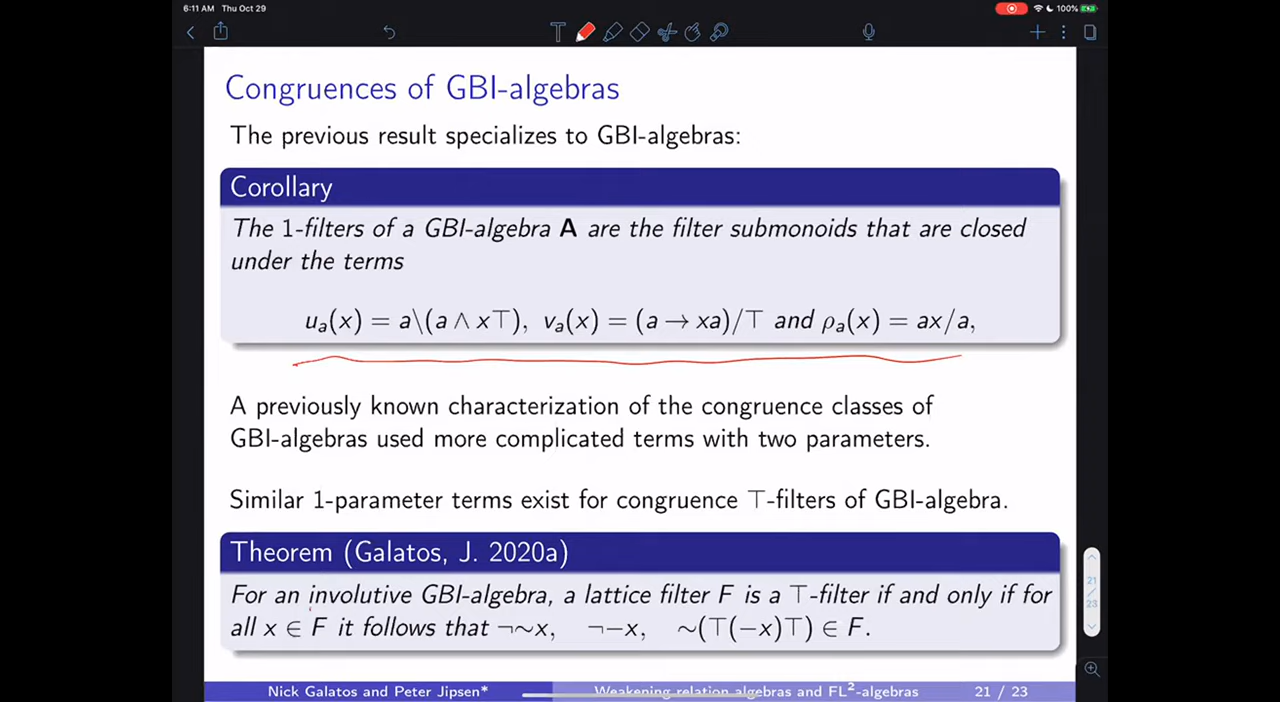 6:11 AM Thu Oct 29
100%
T
Congruences of GBI-algebras
The previous result specializes to GBI-algebras:
Corollary
The 1-filters of a GBI-algebra A are the filter submonoids that are closed
under the terms
uₐ(x) = a\(a ∧ x⊤), vₐ(x) = (a → xa)/⊤ and ρₐ(x) = ax/a,
A previously known characterization of the congruence classes of
GBI-algebras used more complicated terms with two parameters.
Similar 1-parameter terms exist for congruence ⊤-filters of GBI-algebra.
Theorem (Galatos, J. 2020a)
For an involutive GBI-algebra, a lattice filter F is a ⊤-filter if and only if for
all x ∈ F it follows that ¬∼x, ¬−x, ∼(⊤(−x)⊤) ∈ F.
21
/
23
Nick Galatos and Peter Jipsen* Weakening relation algebras and FL²-algebras 21 / 23